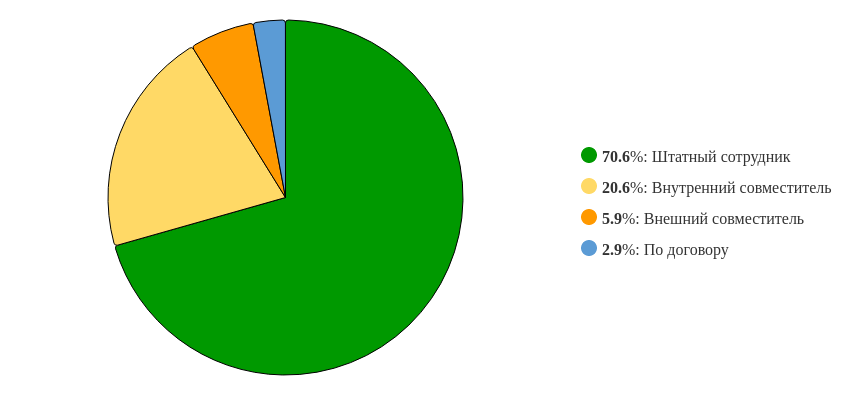 70.6%: Штатный сотрудник
20.6%: Внутренний совместитель
5.9%: Внешний совместитель
2.9%: По договору